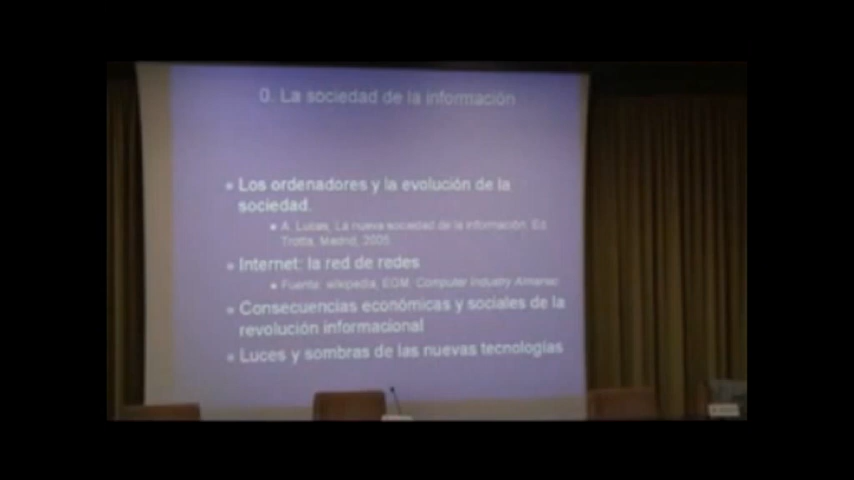 0. La sociedad de la información
Los ordenadores y la evolución de la
sociedad.
A. Lucas, La nueva sociedad de la información. Ed.
Trotta, Madrid, 2005
Internet: la red de redes
Fuente: wikipedia, EGM. Computer Industry Almanac
Consecuencias económicas y sociales de la
revolución informacional
Luces y sombras de las nuevas tecnologías